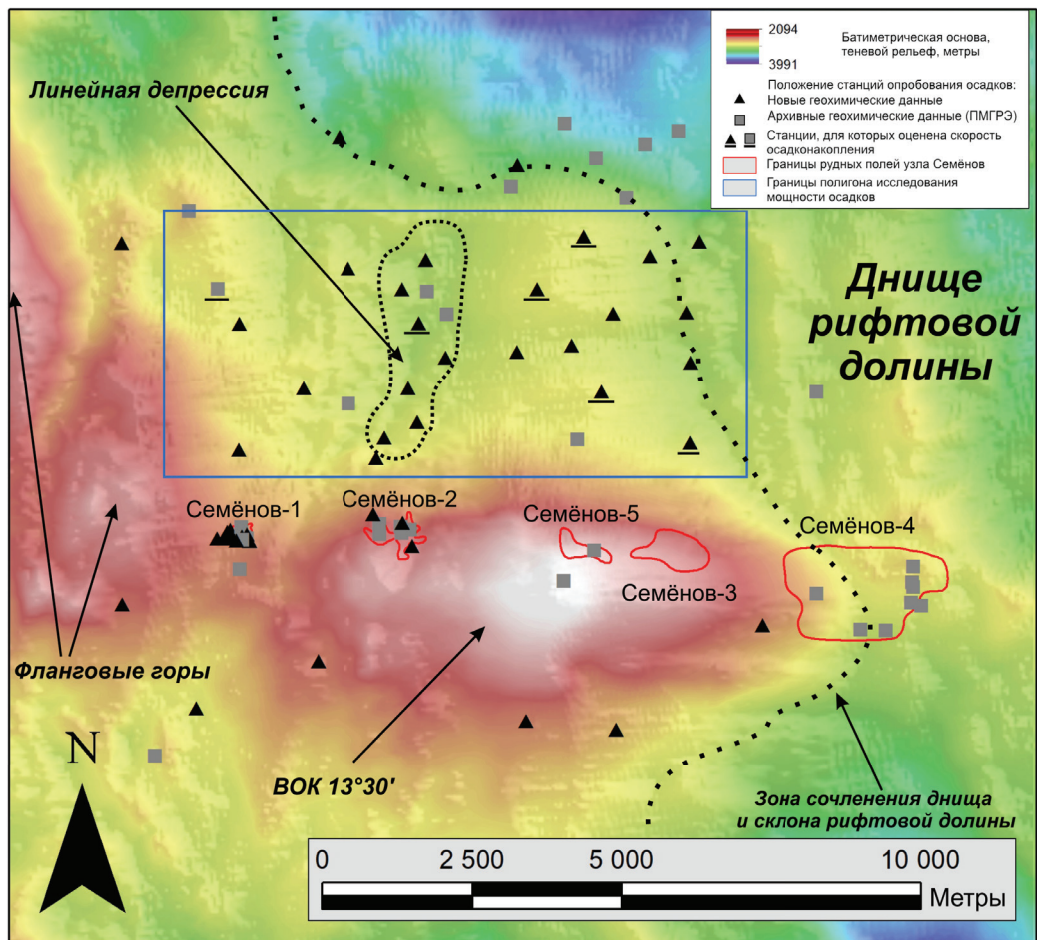 2094
3991
Батиметрическая основа,
теневой рельеф, метры
Положение станций опробования осадков:
Новые геохимические данные
Архивные геохимические данные (ПМГРЭ)
Станции, для которых оценена скорость
осадконакопления
Границы рудных полей узла Семёнов
Границы полигона исследования
мощности осадков
Линейная депрессия
Днище
рифтовой
долины
Семёнов-1
Семёнов-2
Семёнов-5
Семёнов-3
Семёнов-4
Фланговые горы
ВОК 13°30'
Зона сочленения днища
и склона рифтовой долины
N
0
2 500
5 000
10 000
Метры